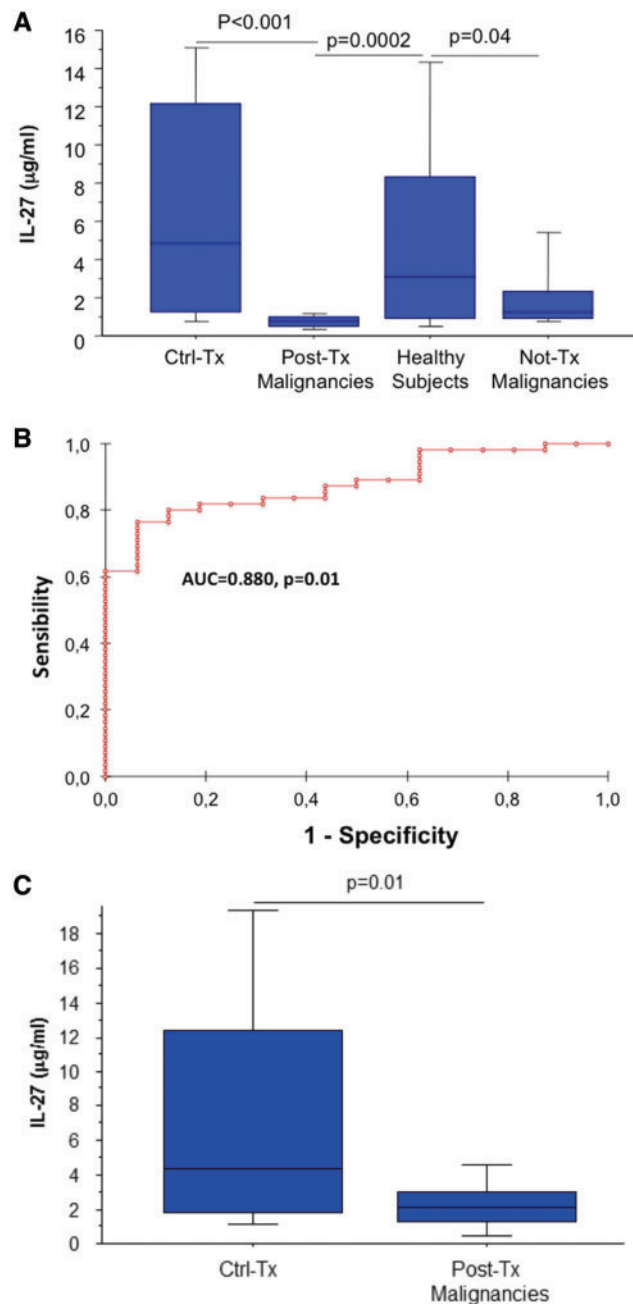 A
P<0.001
p=0.0002
p=0.04
16
14
12
10
8
6
4
2
0
IL-27 (µg/ml)
Ctrl-Tx
Post-Tx
Malignancies
Healthy
Subjects
Not-Tx
Malignancies
B
1,0
0,8
0,6
0,4
0,2
0,0
Sensibility
AUC=0.880, p=0.01
0,0 0,2 0,4 0,6 0,8 1,0
1 - Specificity
C
p=0.01
18
16
14
12
10
8
6
4
2
0
IL-27 (µg/ml)
Ctrl-Tx
Post-Tx
Malignancies